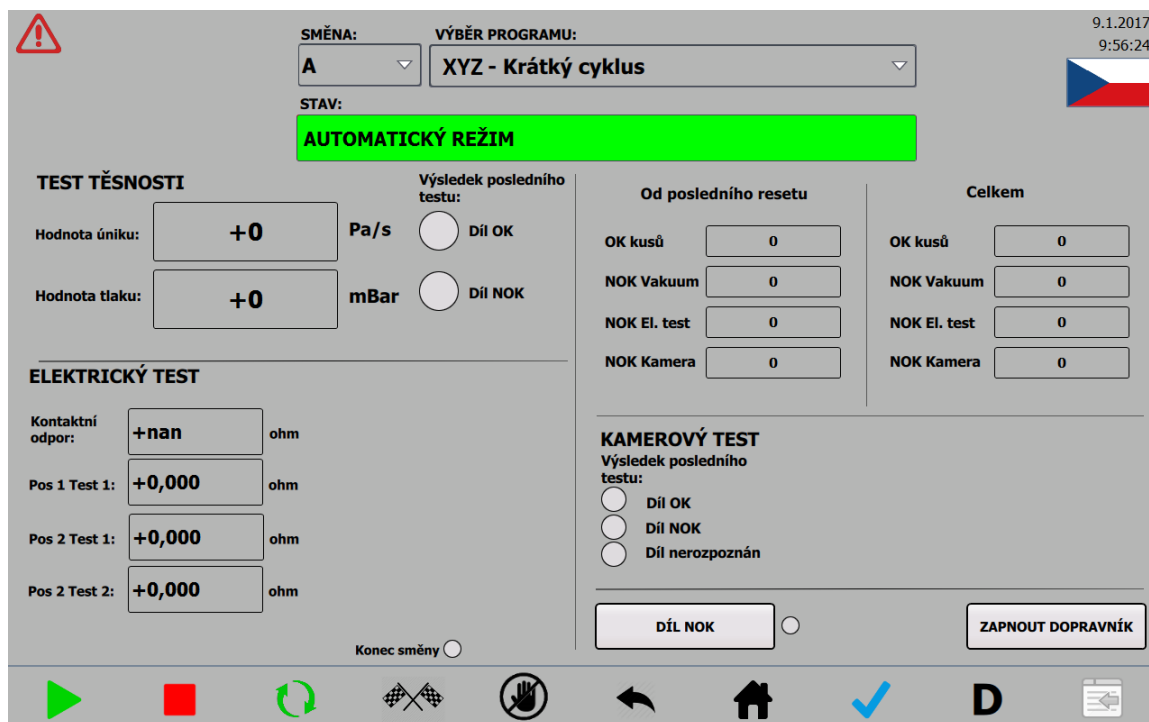 SMĚNA:
VÝBĚR PROGRAMU:
9.1.2017
9:56:24
A
XYZ - Krátký cyklus
STAV:
AUTOMATICKÝ REŽIM
TEST TĚSNOSTI
Výsledek posledního
testu:
Hodnota úniku:
+0
Pa/s
Díl OK
Hodnota tlaku:
+0
mBar
Díl NOK
Od posledního resetu
Celkem
OK kusů
0
OK kusů
0
NOK Vakuum
0
NOK Vakuum
0
NOK El. test
0
NOK El. test
0
NOK Kamera
0
NOK Kamera
0
ELEKTRICKÝ TEST
Kontaktní
odpor:
+nan
ohm
Pos 1 Test 1:
+0,000
ohm
Pos 2 Test 1:
+0,000
ohm
Pos 2 Test 2:
+0,000
ohm
Konec směny
KAMEROVÝ TEST
Výsledek posledního
testu:
Díl OK
Díl NOK
Díl nerozpoznán
DÍL NOK
ZAPNOUT DOPRAVNÍK
D